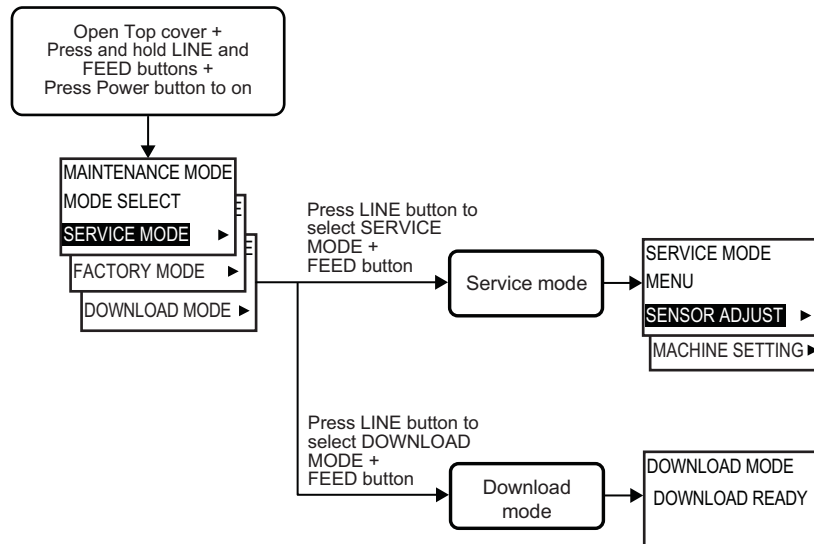 Open Top cover +
Press and hold LINE and
FEED buttons +
Press Power button to on
MAINTENANCE MODE
MODE SELECT
SERVICE MODE
FACTORY MODE
DOWNLOAD MODE
Press LINE button to
select SERVICE
MODE +
FEED button
Service mode
SERVICE MODE
MENU
SENSOR ADJUST
MACHINE SETTING
Press LINE button to
select DOWNLOAD
MODE +
FEED button
Download
mode
DOWNLOAD MODE
DOWNLOAD READY